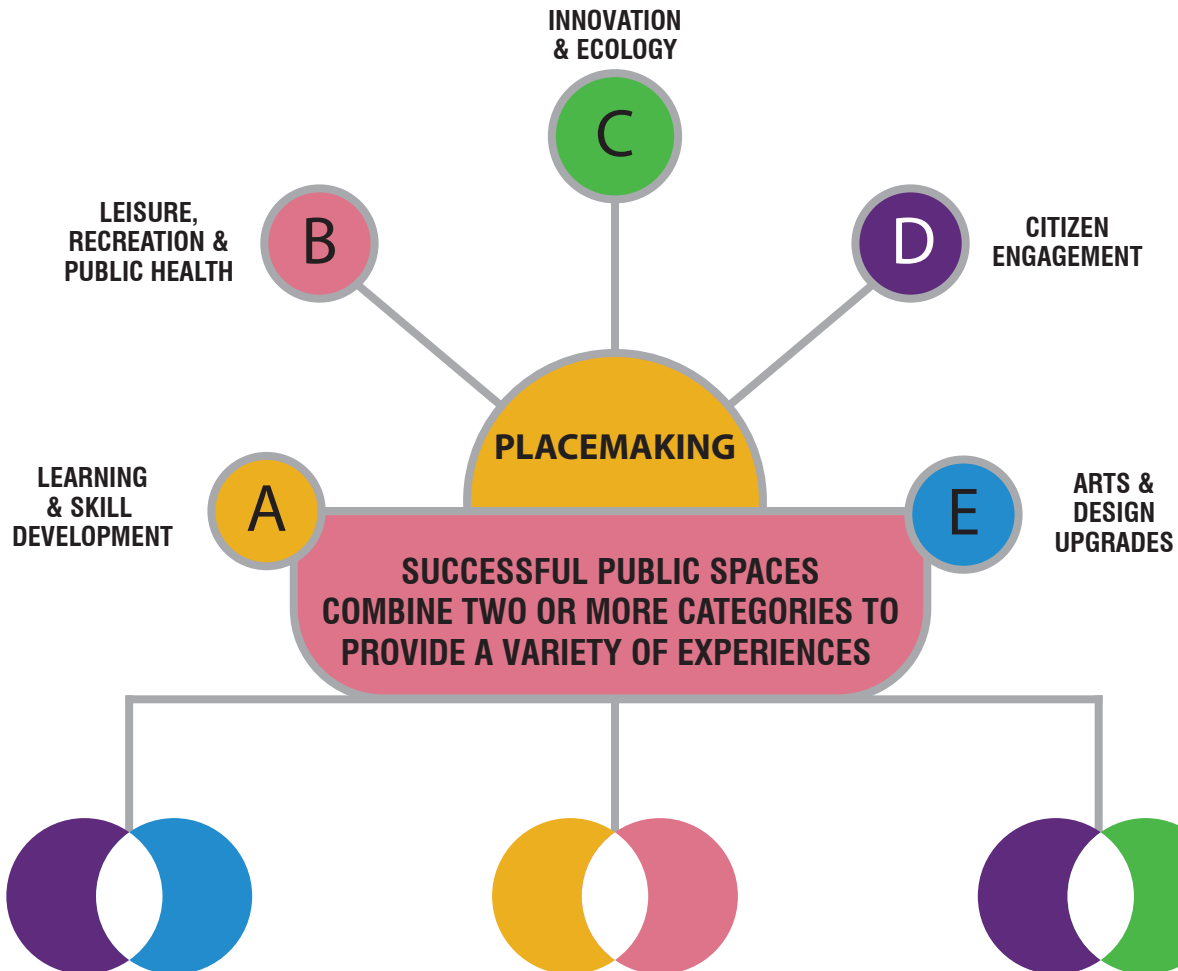 INNOVATION
& ECOLOGY
C
LEISURE,
RECREATION &
PUBLIC HEALTH
B
D
CITIZEN
ENGAGEMENT
PLACEMAKING
LEARNING
& SKILL
DEVELOPMENT
A
E
ARTS &
DESIGN
UPGRADES
SUCCESSFUL PUBLIC SPACES
COMBINE TWO OR MORE CATEGORIES TO
PROVIDE A VARIETY OF EXPERIENCES